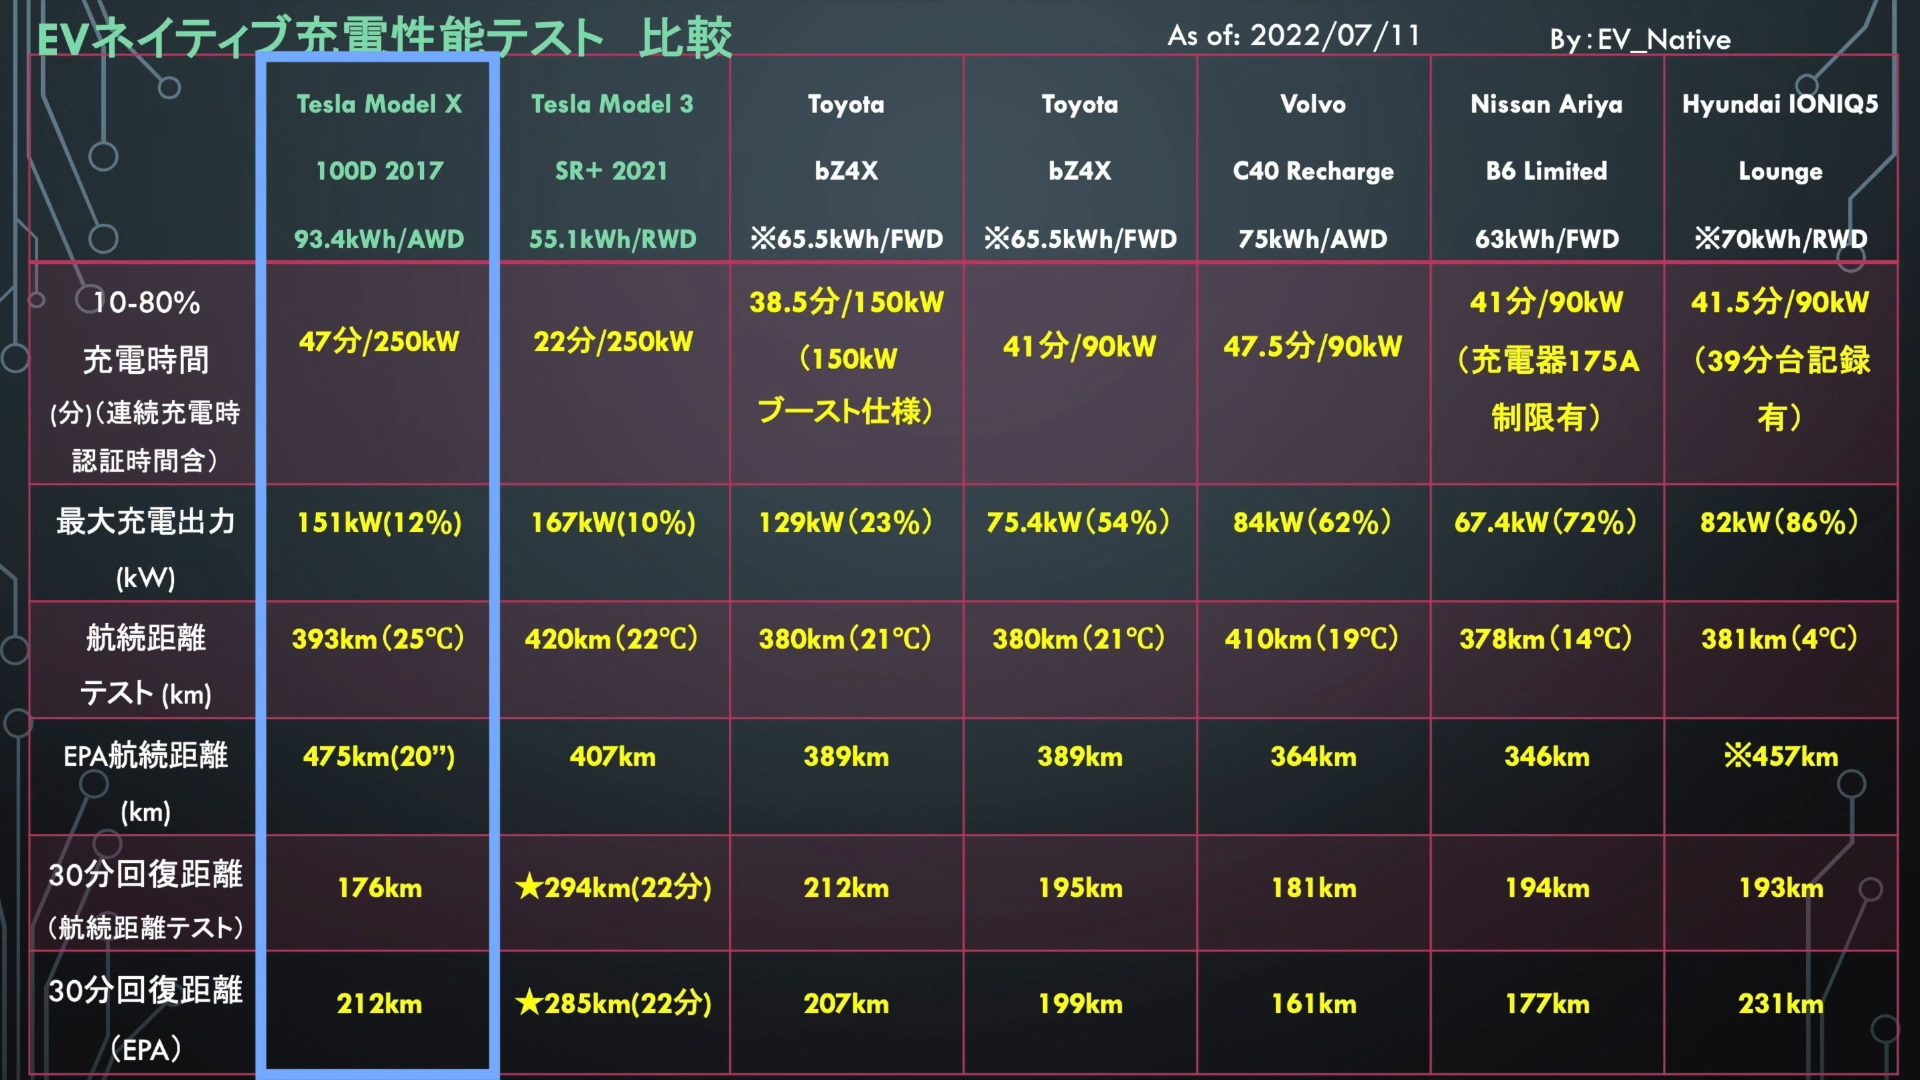 EVネイティブ充電性能テスト 比較
As of: 2022/07/11
By：EV_Native
Tesla Model X
100D 2017
93.4kWh/AWD
Tesla Model 3
SR+ 2021
55.1kWh/RWD
Toyota
bZ4X
※65.5kWh/FWD
Toyota
bZ4X
※65.5kWh/FWD
Volvo
C40 Recharge
75kWh/AWD
Nissan Ariya
B6 Limited
63kWh/FWD
Hyundai IONIQ5
Lounge
※70kWh/RWD
10-80%
充電時間
(分)（連続充電時
認証時間含）
47分/250kW
22分/250kW
38.5分/150kW
（150kW
ブースト仕様）
41分/90kW
47.5分/90kW
41分/90kW
（充電器175A
制限有）
41.5分/90kW
（39分台記録
有）
最大充電出力
(kW)
151kW(12%)
167kW(10%)
129kW（23%）
75.4kW（54%）
84kW（62%）
67.4kW（72%）
82kW（86%）
航続距離
テスト (km)
393km（25℃）
420km（22℃）
380km（21℃）
380km（21℃）
410km（19℃）
378km（14℃）
381km（4℃）
EPA航続距離
(km)
475km(20”)
407km
389km
389km
364km
346km
※457km
30分回復距離
（航続距離テスト）
176km
★294km(22分)
212km
195km
181km
194km
193km
30分回復距離
（EPA）
212km
★285km(22分)
207km
199km
161km
177km
231km